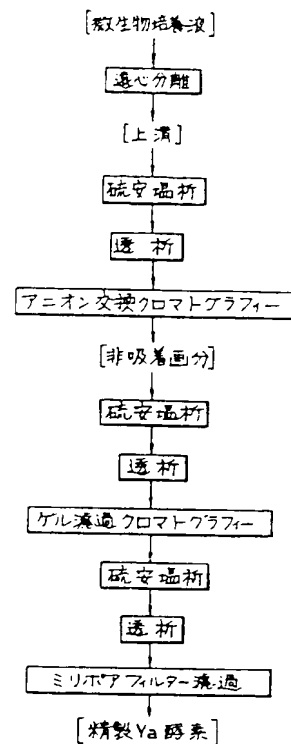 [微生物培養液]
遠心分離
[上清]
硫安塩析
透析
アニオン交換クロマトグラフィー
[非吸着画分]
硫安塩析
透析
ゲル濾過クロマトグラフィー
硫安塩析
透析
ミリポアフィルター濾過
[精製Ya酵素]